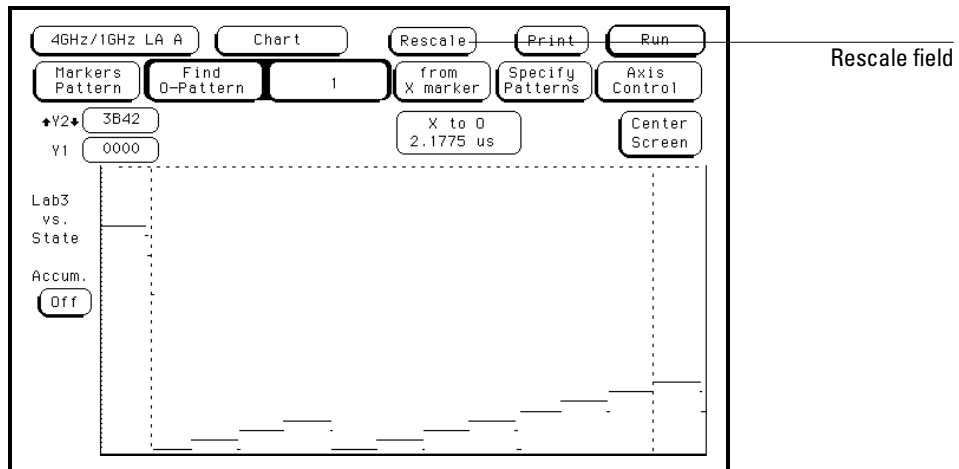 4GHz/1GHz LA A Chart Rescale Print Run
Rescale field
Markers Pattern Find O-Pattern 1 from X marker Specify Patterns Axis Control
Y2 3B42
Y1 0000
X to O
2.1775 us
Center
Screen
Lab3
vs.
State
Accum.
Off